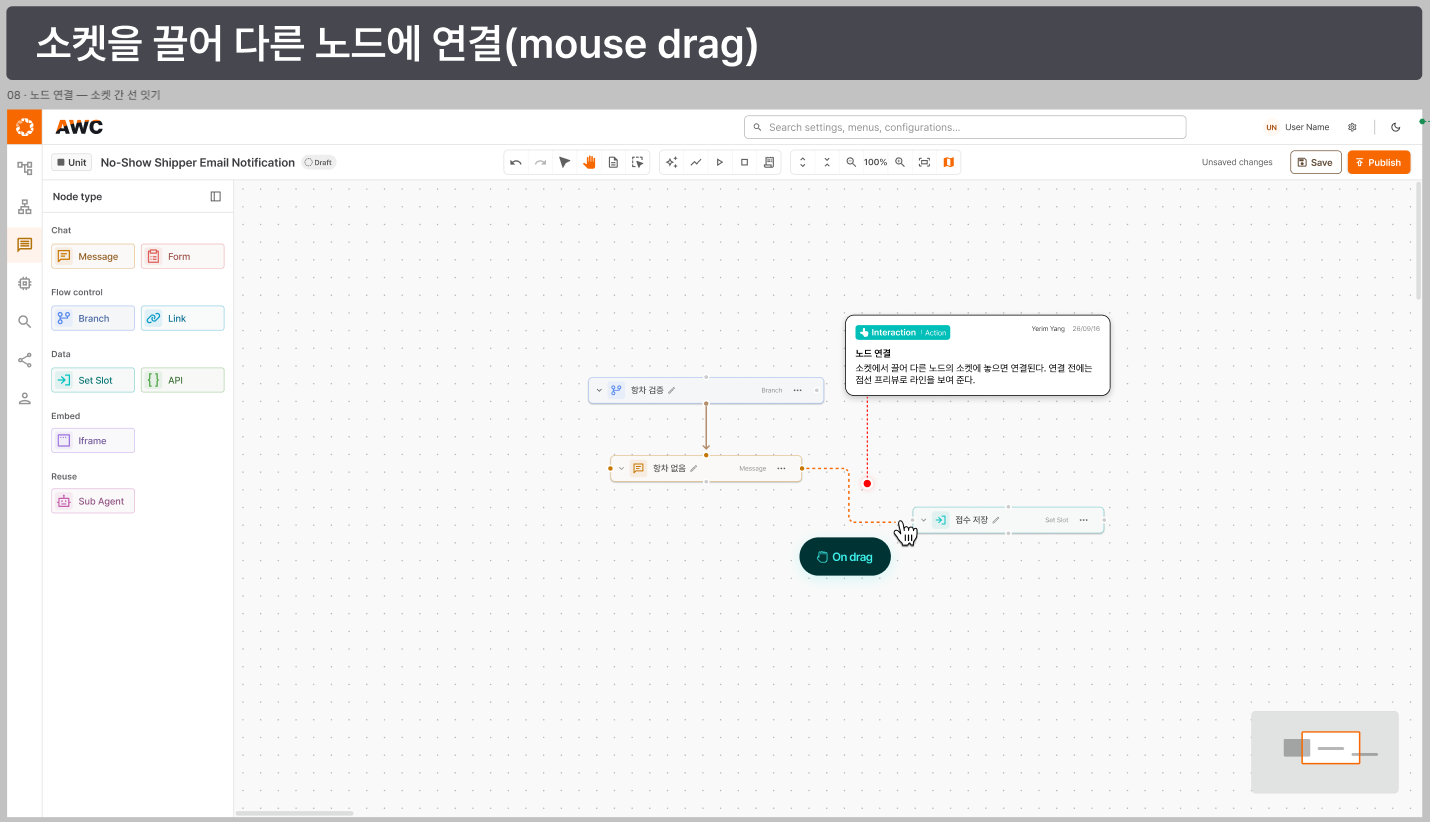 소켓을 끌어 다른 노드에 연결(mouse drag)
08 · 노드 연결 — 소켓 간 선 잇기
AWC
Search settings, menus, configurations...
UN User Name
Unit No-Show Shipper Email Notification Draft
100%
Unsaved changes
Save
Publish
Node type
Chat
Message
Form
Flow control
Branch
Link
Data
Set Slot
API
Embed
Iframe
Reuse
Sub Agent
Interaction | Action
Yerim Yang 26/09/16
노드 연결
소켓에서 끌어 다른 노드의 소켓에 놓으면 연결된다. 연결 전에는
점선 프리뷰로 라인을 보여 준다.
항차 검증 Branch
항차 없음 Message
접수 저장 Set Slot
On drag